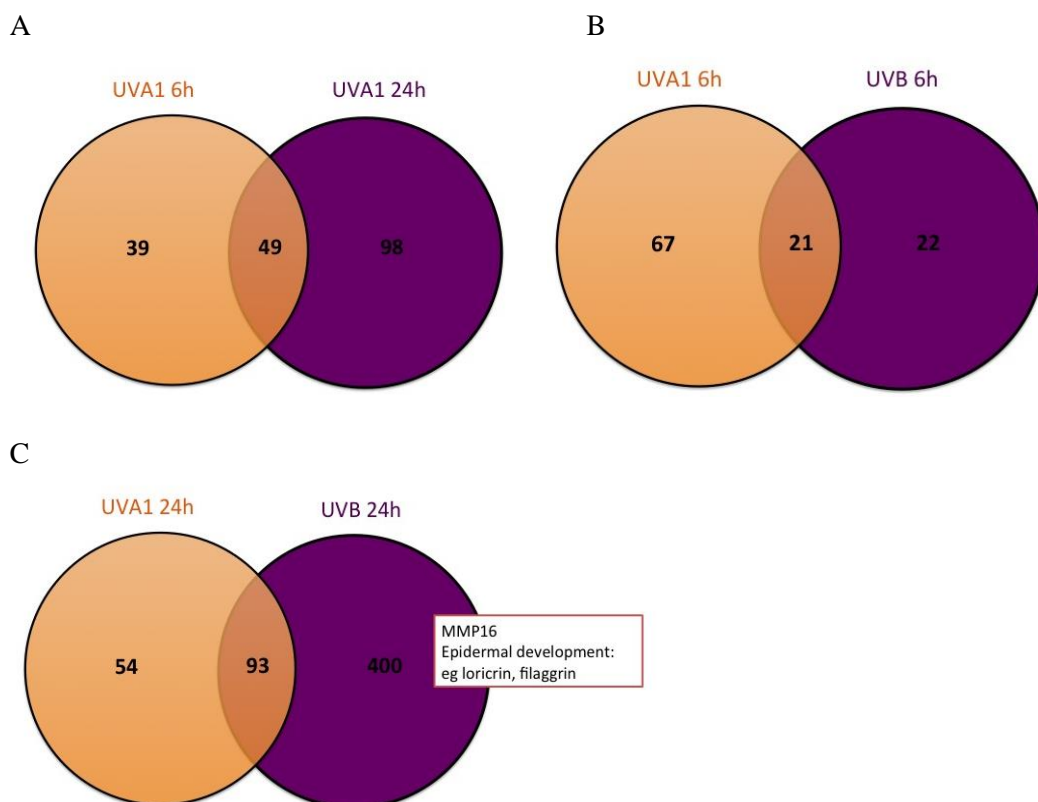 A
B
UVA1 6h
UVA1 24h
39
49
98
UVA1 6h
UVB 6h
67
21
22
C
UVA1 24h
UVB 24h
54
93
400
MMP16
Epidermal development:
eg loricrin, filaggrin